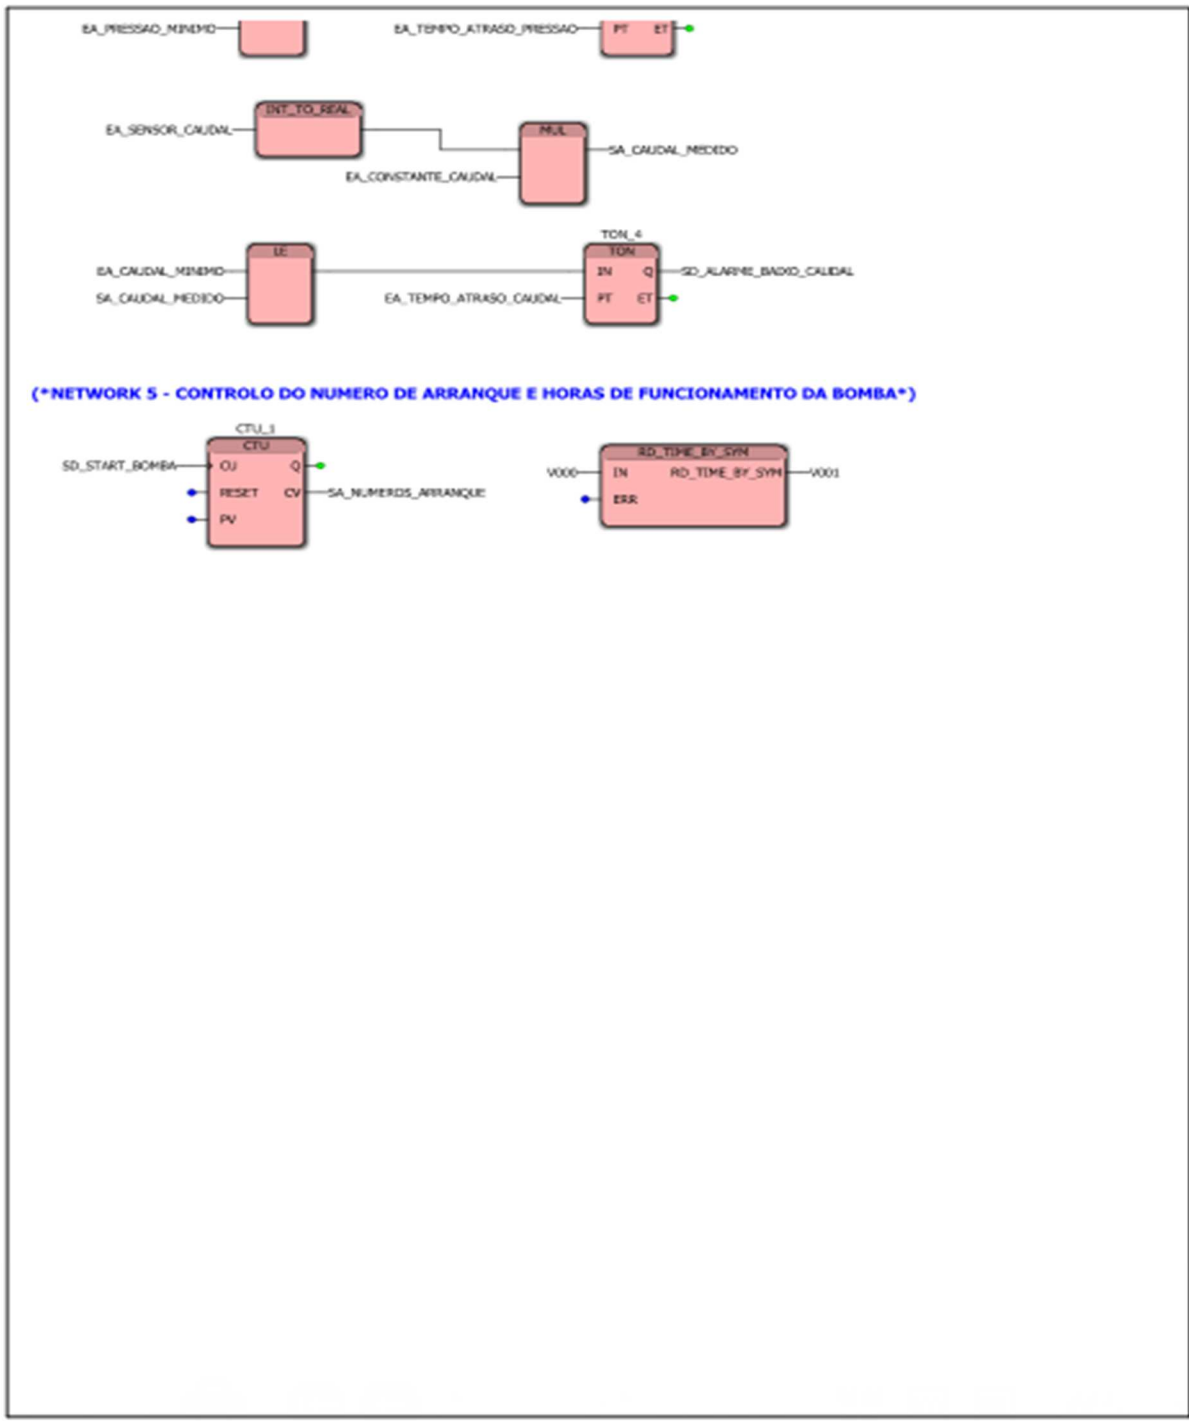 EA_PRESSAO_MINIMO
EA_TEMPO_ATRASO_PRESSAO PT ET
INT_TO_REAL
EA_SENSOR_CAUDAL
MUL
SA_CAUDAL_MEDIDO
EA_CONSTANTE_CAUDAL
TON_4
LE
TON
EA_CAUDAL_MINIMO
IN Q SD_ALARME_BAIXO_CAUDAL
SA_CAUDAL_MEDIDO
EA_TEMPO_ATRASO_CAUDAL PT ET
(*NETWORK 5 - CONTROLO DO NUMERO DE ARRANQUE E HORAS DE FUNCIONAMENTO DA BOMBA*)
CTU_1
CTU
SD_START_BOMBA CU Q
RESET CV SA_NUMEROS_ARRANQUE
PV
RD_TIME_BY_SYM
V000 IN RD_TIME_BY_SYM V001
ERR